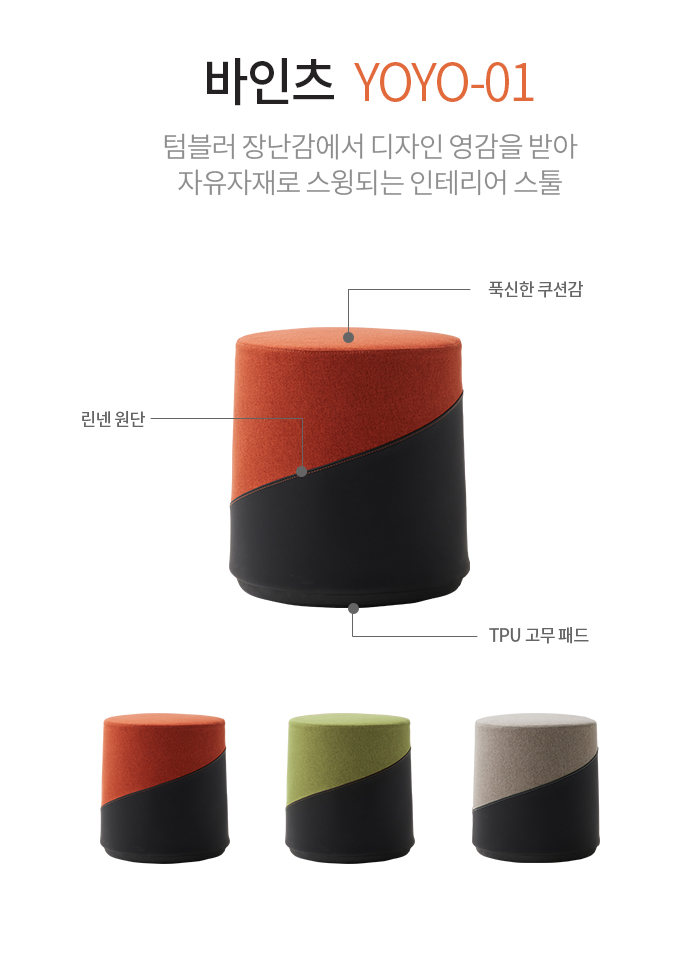 바인츠 YOYO-01
텀블러 장난감에서 디자인 영감을 받아
자유자재로 스윙되는 인테리어 스툴
푹신한 쿠션감
린넨 원단
TPU 고무 패드